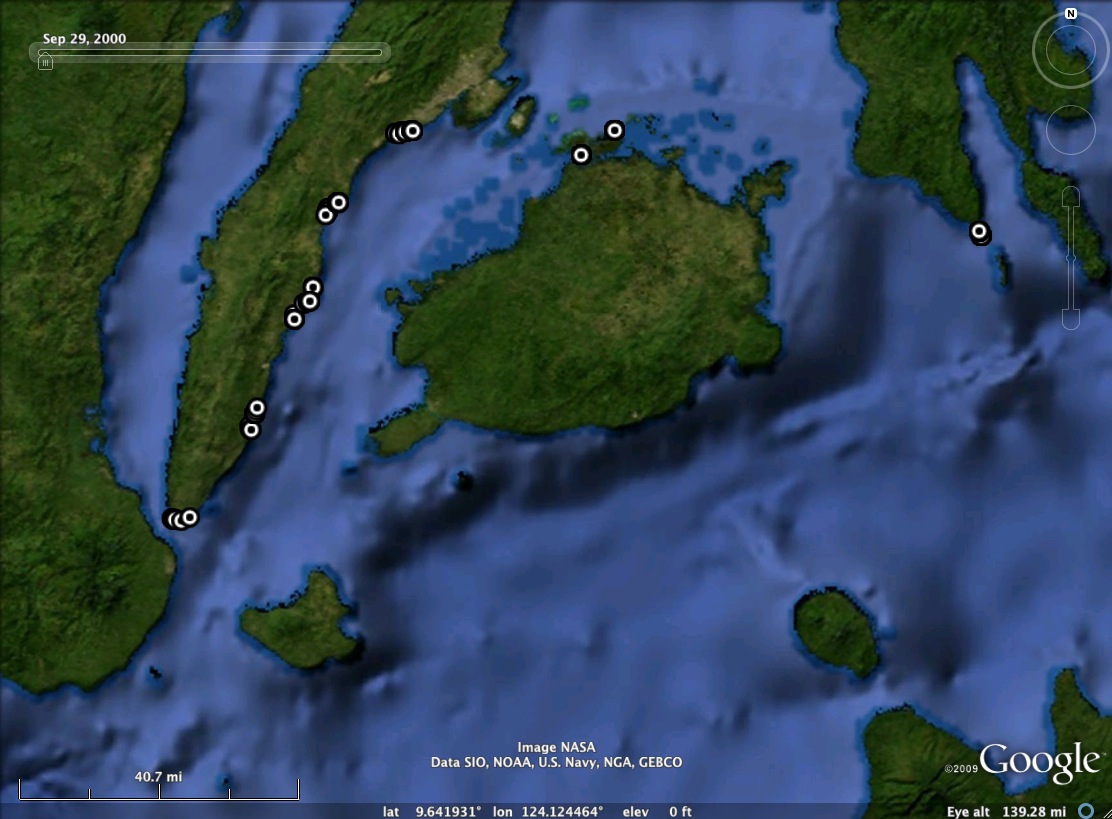 N
Sep 29, 2000
Image NASA
Data SIO, NOAA, U.S. Navy, NGA, GEBCO
©2009 Google™
40.7 mi
lat 9.641931° lon 124.124464° elev 0 ft Eye alt 139.28 mi